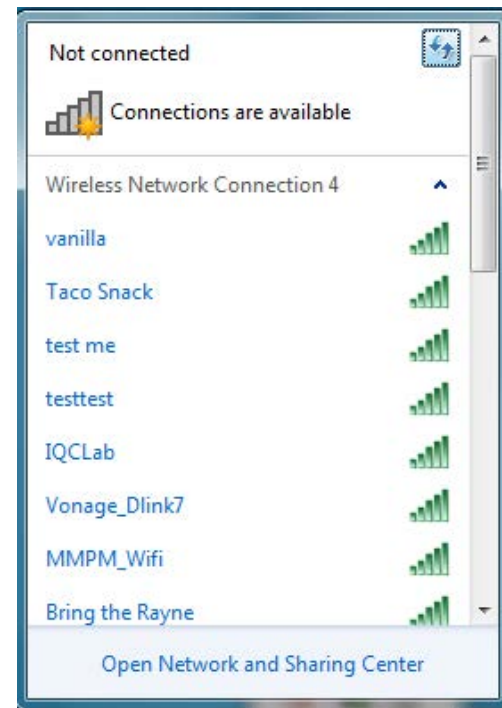 Not connected
Connections are available
Wireless Network Connection 4
vanilla
Taco Snack
test me
testtest
IQCLab
Vonage_Dlink7
MMPM_Wifi
Bring the Rayne
Open Network and Sharing Center